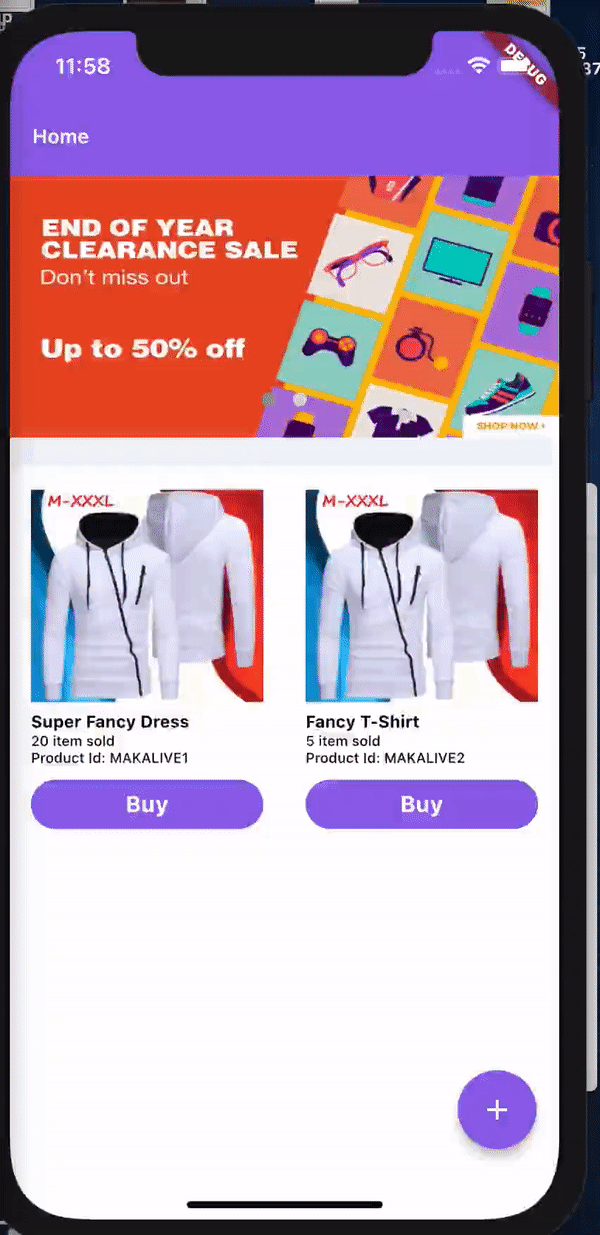 11:58
DEBUG
Home
END OF YEAR
CLEARANCE SALE
Don't miss out
Up to 50% off
SHOP NOW ›
M-XXXL
M-XXXL
Super Fancy Dress
20 item sold
Product Id: MAKALIVE1
Fancy T-Shirt
5 item sold
Product Id: MAKALIVE2
Buy
Buy
+